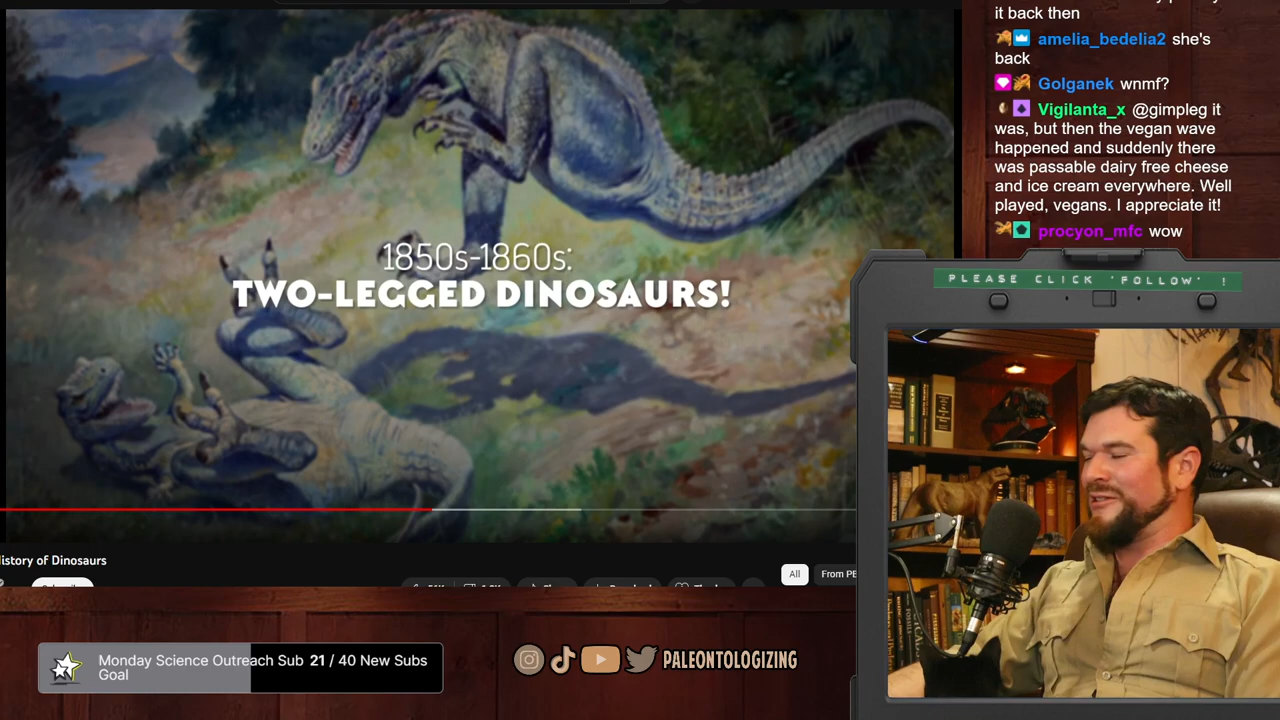 it back then
amelia_bedelia2 she's
back
Golganek wnmf?
Vigilanta_x @gimpleg it
was, but then the vegan wave
happened and suddenly there
was passable dairy free cheese
and ice cream everywhere. Well
played, vegans. I appreciate it!
procyon_mfc wow
PLEASE CLICK 'FOLLOW' !
1850s-1860s:
TWO-LEGGED DINOSAURS!
istory of Dinosaurs
All
From PE
Monday Science Outreach Sub 21 / 40 New Subs
Goal
PALEONTOLOGIZING